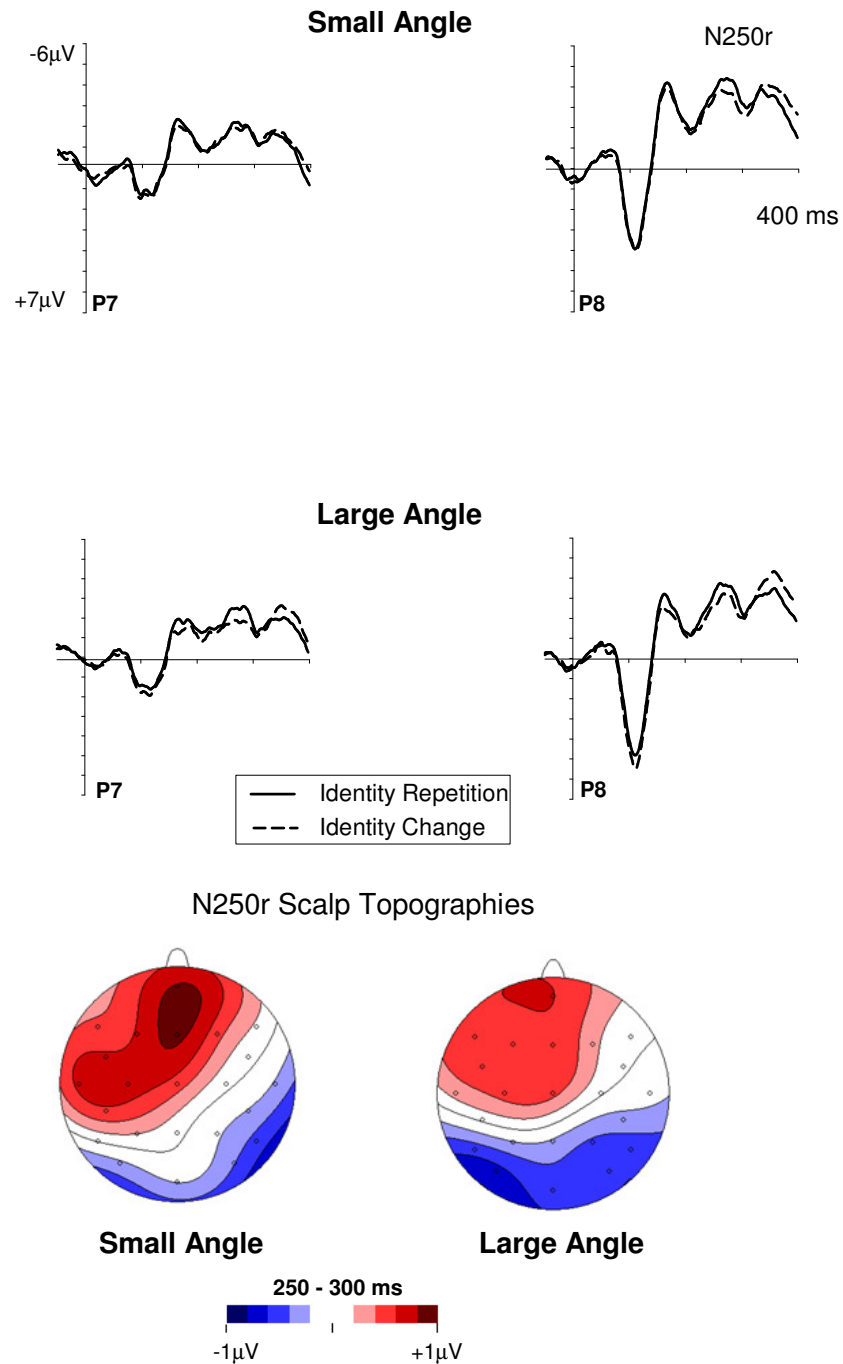 Small Angle
-6μV
N250r
400 ms
+7μV
P7
P8
Large Angle
P7
P8
Identity Repetition
Identity Change
N250r Scalp Topographies
Small Angle
Large Angle
250 - 300 ms
-1μV
+1μV